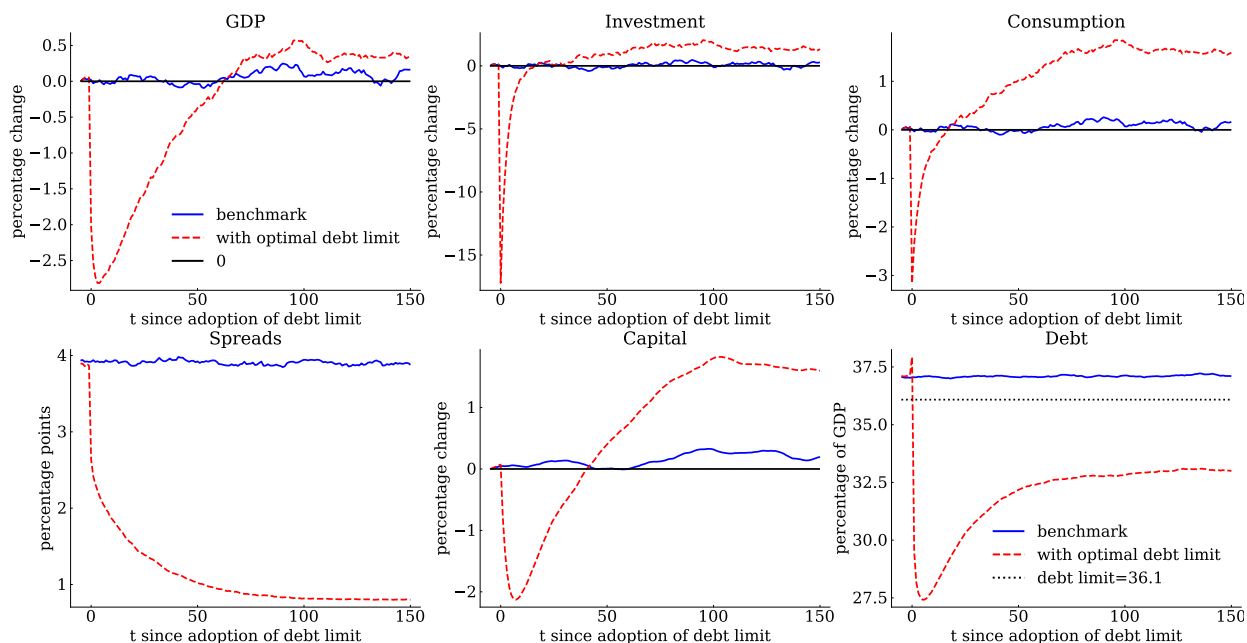 GDP
Investment
Consumption
percentage change
0.5
0.0
−0.5
−1.0
−1.5
−2.0
−2.5
benchmark
with optimal debt limit
0
0 50 100 150
t since adoption of debt limit
percentage change
0
−5
−10
−15
0 50 100 150
t since adoption of debt limit
percentage change
1
0
−1
−2
−3
0 50 100 150
t since adoption of debt limit
Spreads
Capital
Debt
percentage points
4
3
2
1
0 50 100 150
t since adoption of debt limit
percentage change
1
0
−1
−2
0 50 100 150
t since adoption of debt limit
percentage of GDP
37.5
35.0
32.5
30.0
27.5
benchmark
with optimal debt limit
debt limit=36.1
0 50 100 150
t since adoption of debt limit